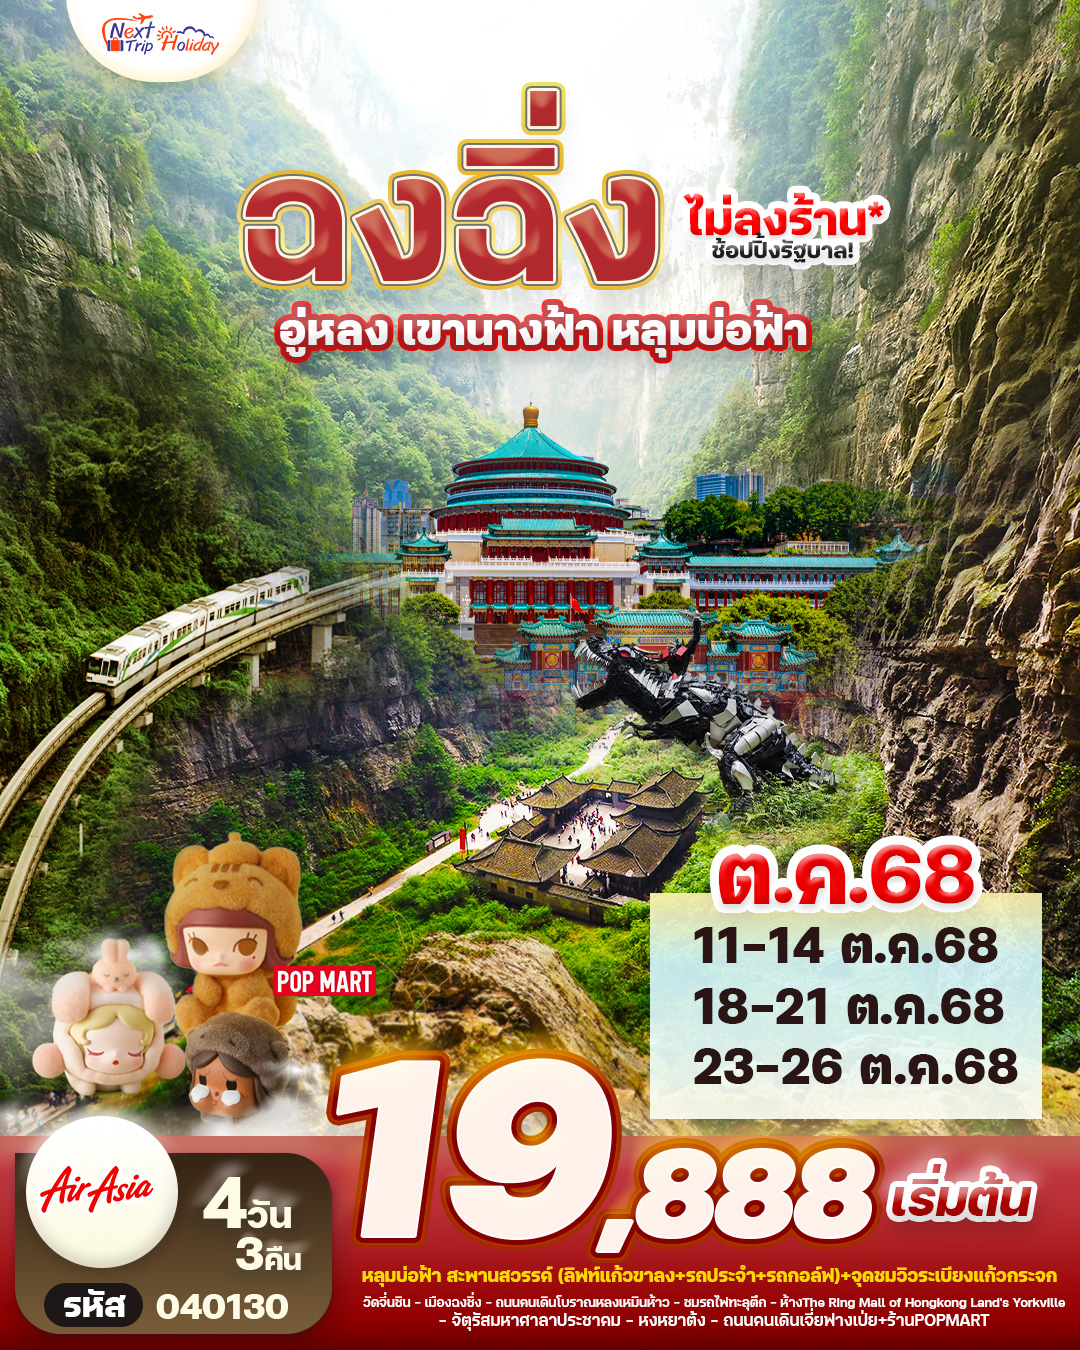 Next
Trip Holiday
ฉงฉิ่ง
ไม่ลงร้าน*
ช้อปปิ้งรัฐบาล!
อู่หลง เขานางฟ้า หลุมบ่อฟ้า
POP MART
ต.ค.68
11-14 ต.ค.68
18-21 ต.ค.68
23-26 ต.ค.68
AirAsia
4วัน
3คืน
รหัส 040130
19,888 เริ่มต้น
หลุมบ่อฟ้า สะพานสวรรค์ (ลิฟท์แก้วขาลง+รถประจำ+รถกอล์ฟ)+จุดชมวิวระเบียงแก้วกระจก
วัดจิ่นซิน - เมืองฉงชิ่ง - ถนนคนเดินโบราณหลงเหมินห้าว - ชมรถไฟทะลุตึก - ห้างThe Ring Mall of Hongkong Land's Yorkville
- จัตุรัสมหาศาลาประชาคม - หงหยาต้ง - ถนนคนเดินเจี่ยฟางเป่ย+ร้านPOPMART